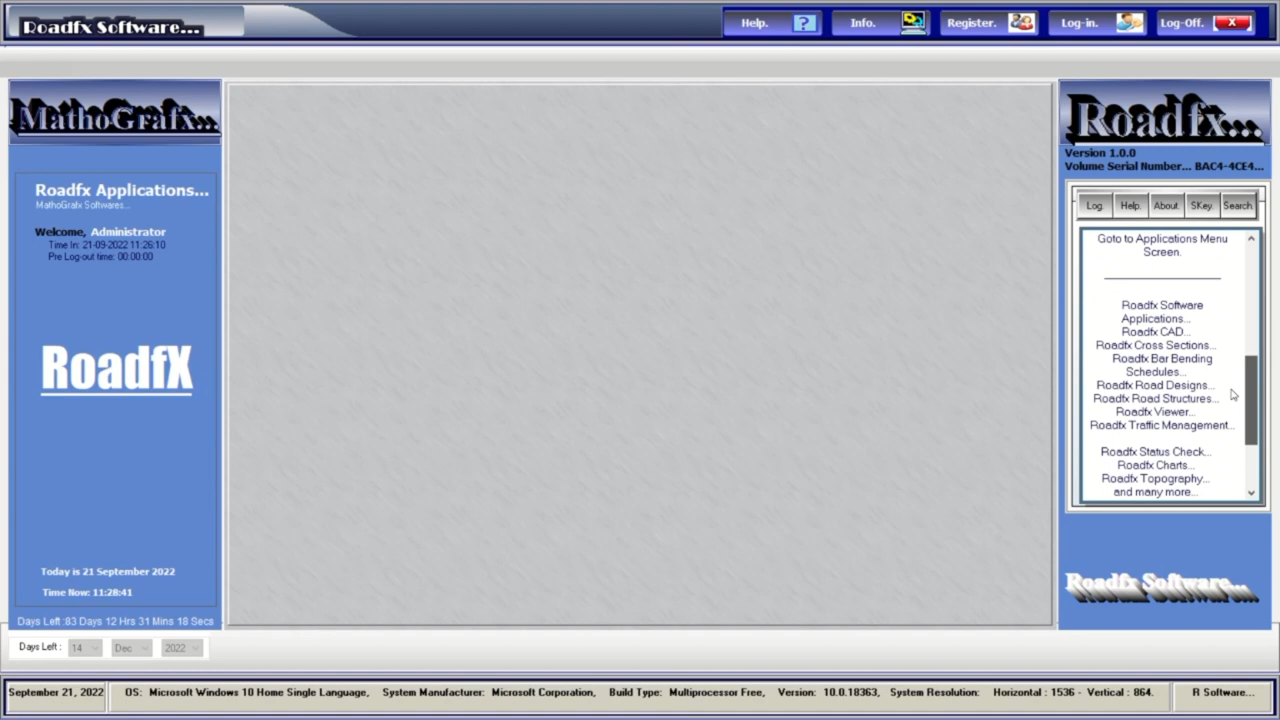 Roadfx Software...
Help.
Info.
Register.
Log-in.
Log-Off.
MathoGrafx...
Roadfx Applications...
MathoGrafx Softwares...
Welcome, Administrator
Time In: 21-09-2022 11:26:10
Pre Log-out time: 00:00:00
RoadfX
Today is 21 September 2022
Time Now: 11:28:41
Days Left :83 Days 12 Hrs 31 Mins 18 Secs
Days Left : 14 Dec 2022
Roadfx...
Version 1.0.0
Volume Serial Number... BAC4-4CE4...
Log. Help. About. SKey. Search.
Goto to Applications Menu
Screen.
Roadfx Software
Applications...
Roadfx CAD...
Roadfx Cross Sections...
Roadfx Bar Bending
Schedules...
Roadfx Road Designs...
Roadfx Road Structures...
Roadfx Viewer...
Roadfx Traffic Management...
Roadfx Status Check...
Roadfx Charts...
Roadfx Topography...
and many more...
Roadfx Software...
September 21, 2022 OS: Microsoft Windows 10 Home Single Language, System Manufacturer: Microsoft Corporation, Build Type: Multiprocessor Free, Version: 10.0.18363, System Resolution: Horizontal : 1536 - Vertical : 864. R Software...